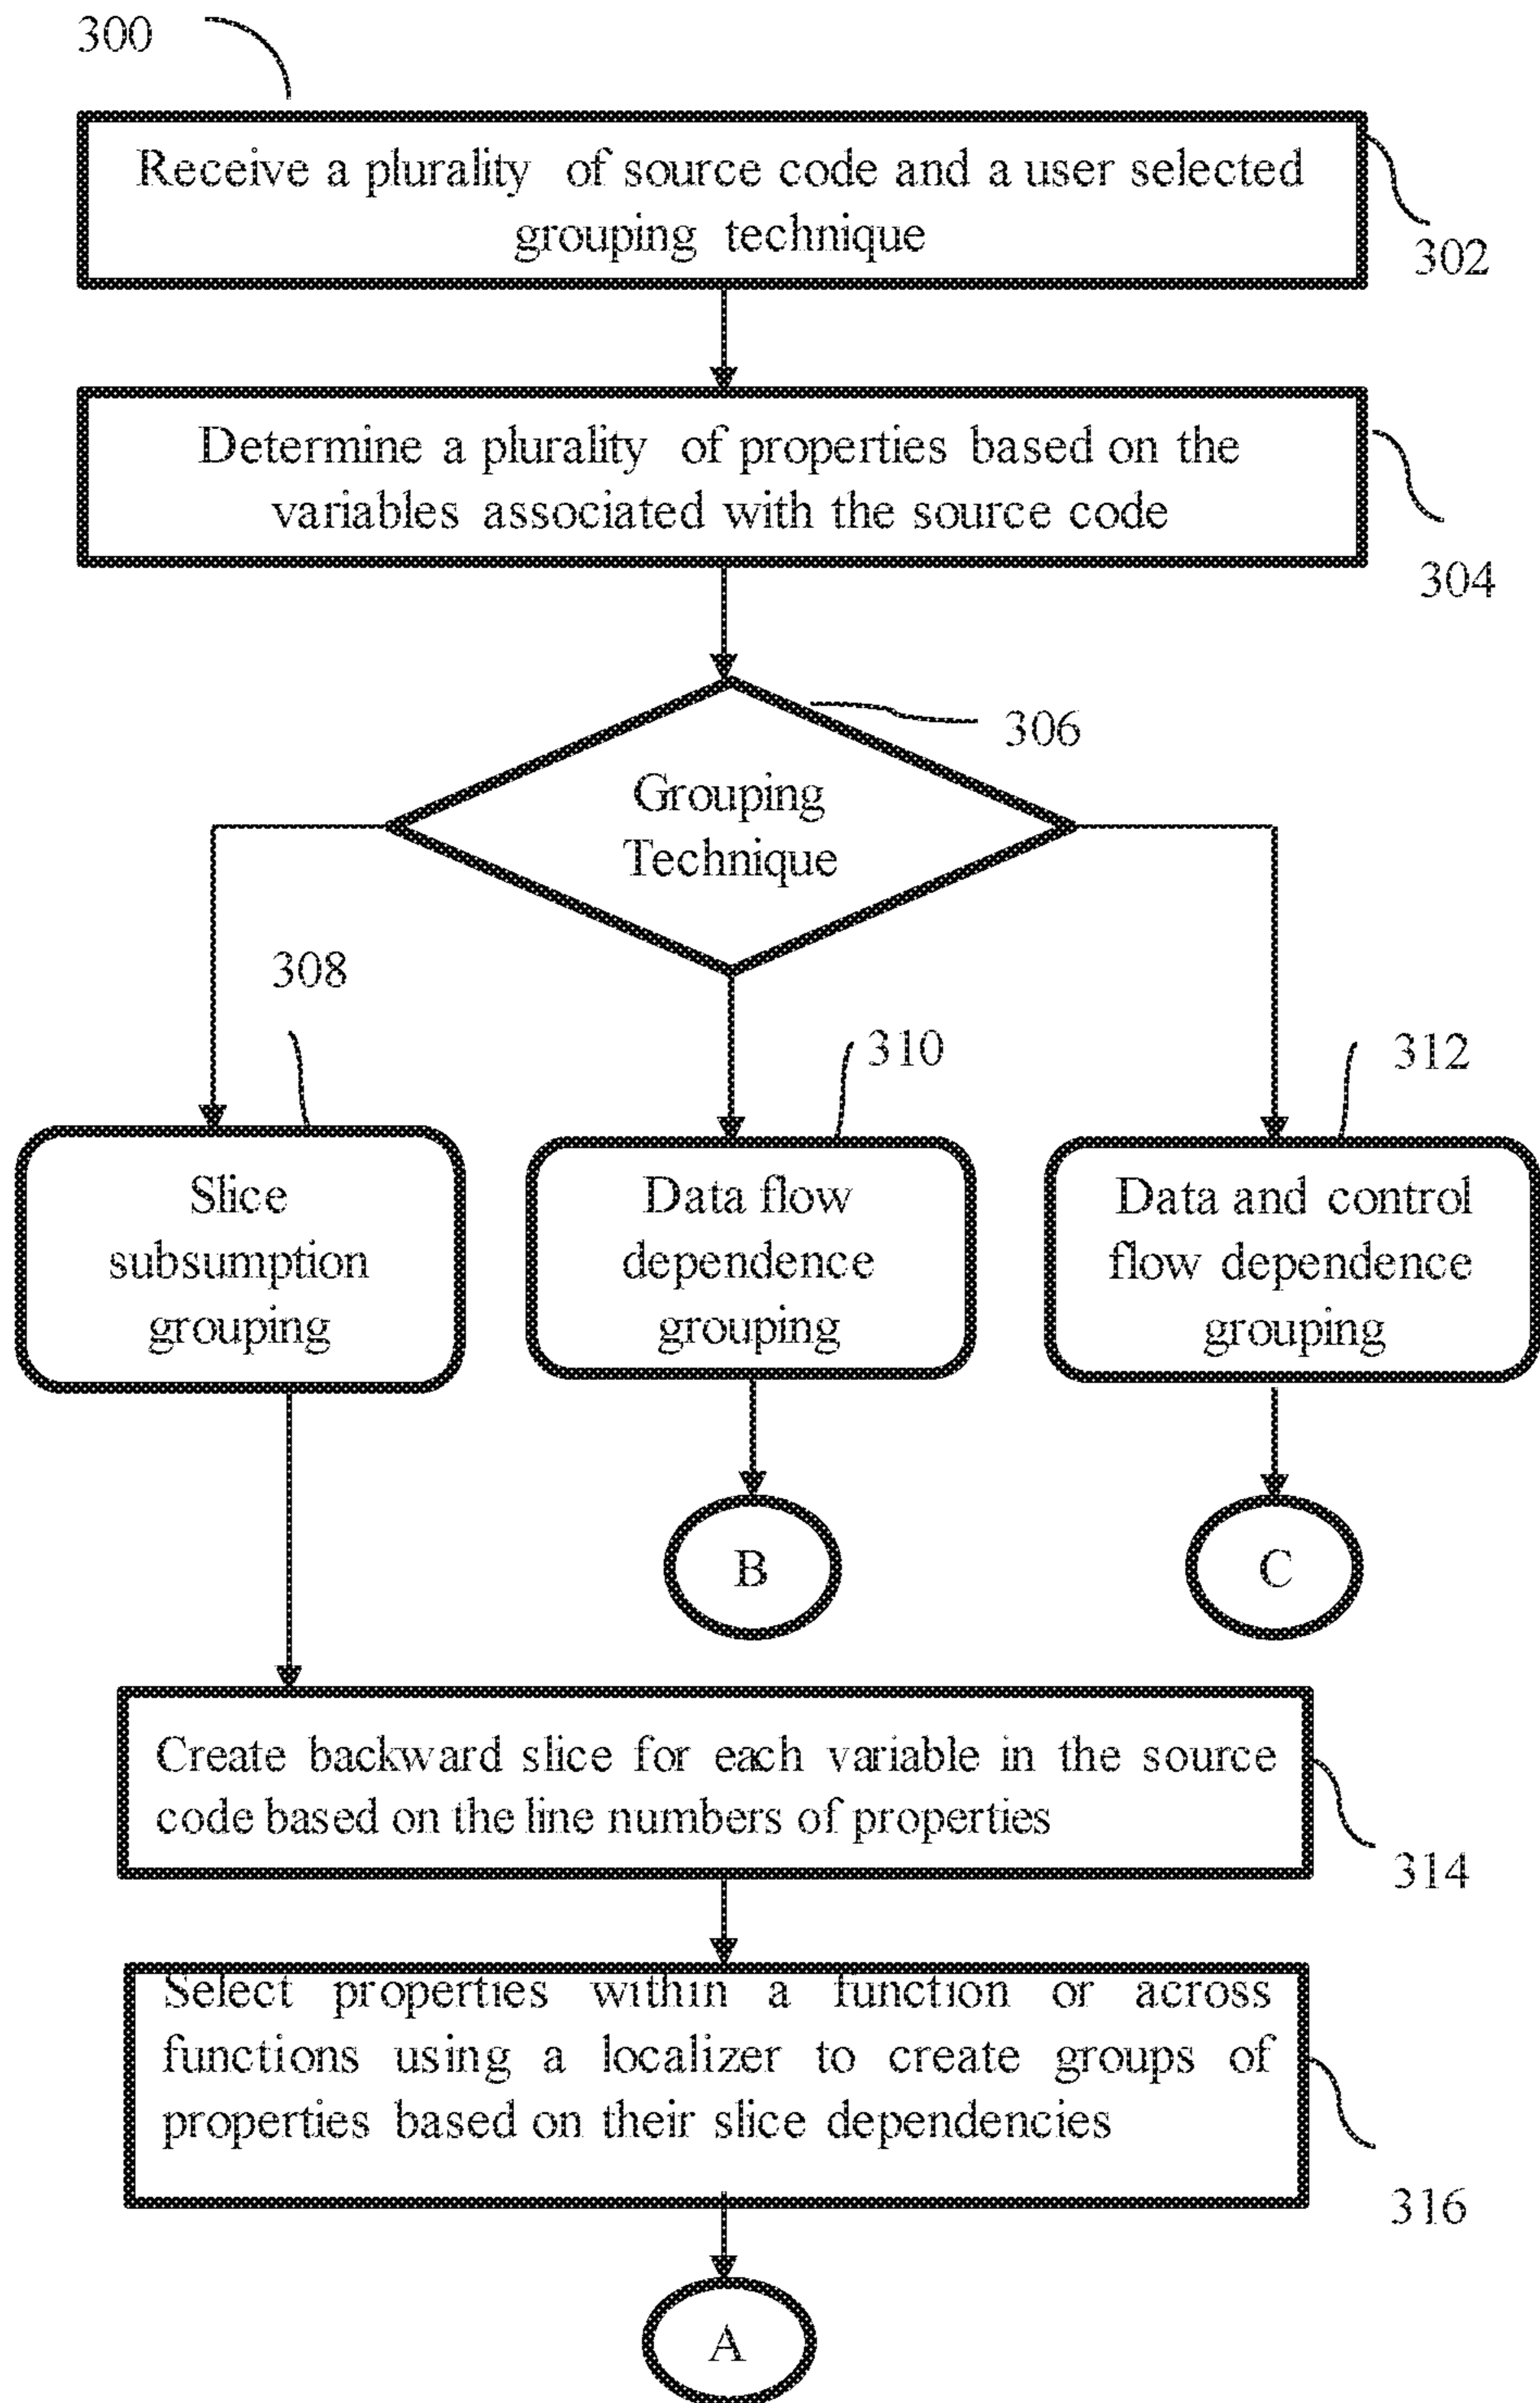 300
Receive a plurality of source code and a user selected
grouping technique
302
Determine a plurality of properties based on the
variables associated with the source code
304
306
Grouping
Technique
308
310
312
Slice
subsumption
grouping
Data flow
dependence
grouping
Data and control
flow dependence
grouping
B
C
Create backward slice for each variable in the source
code based on the line numbers of properties
314
Select properties within a function or across
functions using a localizer to create groups of
properties based on their slice dependencies
316
A